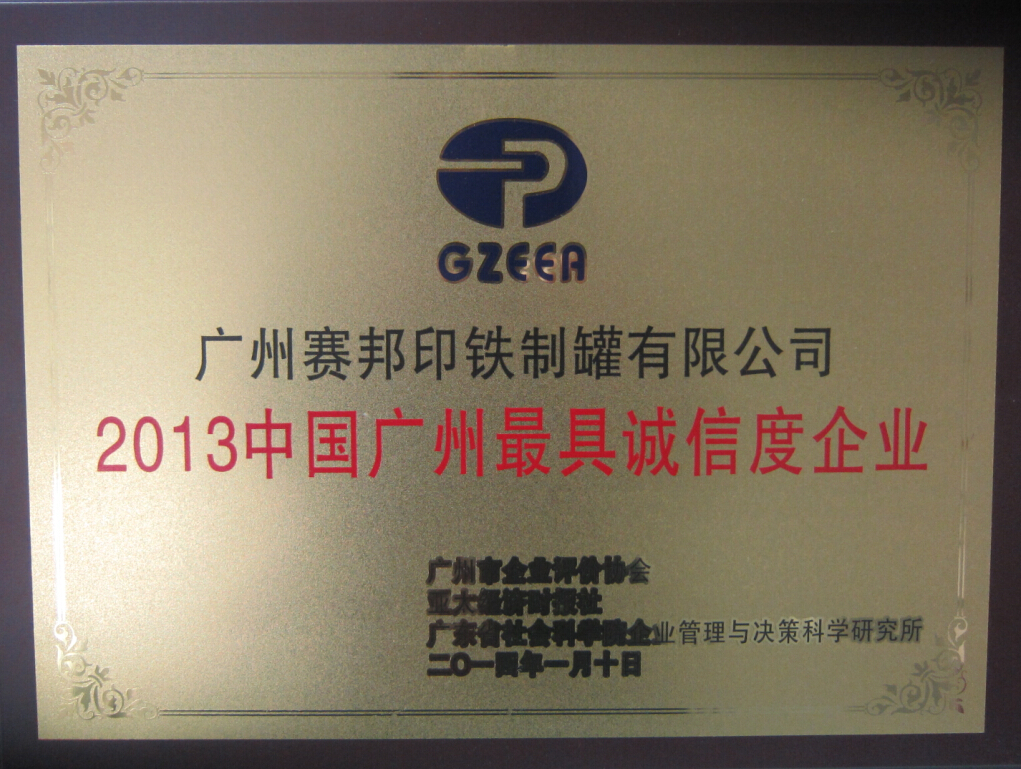 GZEEA
广州赛邦印铁制罐有限公司
2013中国广州最具诚信度企业
广州市企业评价协会
亚太经济时报社
广东省社会科学院企业管理与决策科学研究所
二〇一四年一月十日